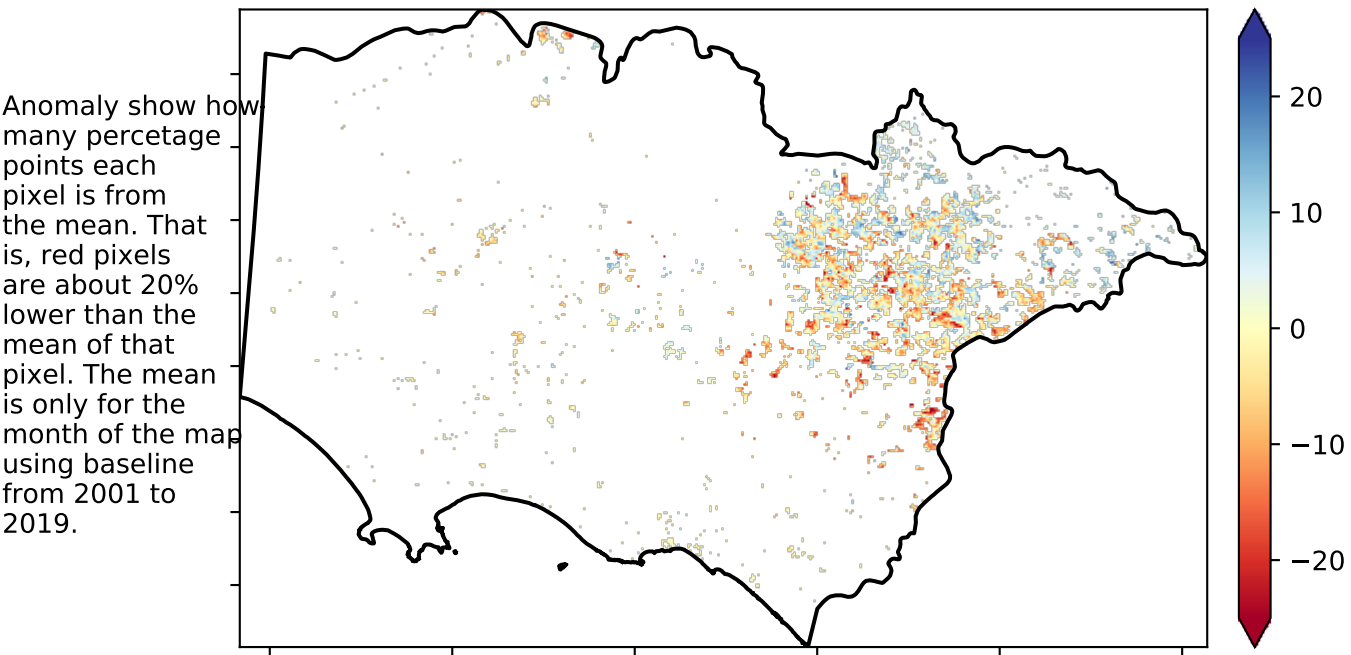 Anomaly show how
many percetage
points each
pixel is from
the mean. That
is, red pixels
are about 20%
lower than the
mean of that
pixel. The mean
is only for the
month of the map
using baseline
from 2001 to
2019.
20
10
0
−10
−20